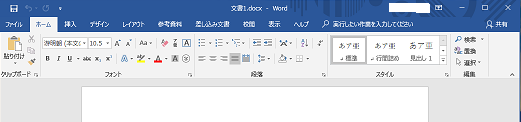 文書1.docx - Word
ファイル ホーム 挿入 デザイン レイアウト 参考資料 差し込み文書 校閲 表示 実行したい作業を入力してください 共有
游明朝 (本文の 10.5 A A Aa A
あア亜 あア亜 あア亜
検索
貼り付け
B I U abc X₂ X² A ab A A
標準 行間詰め 見出し 1
置換
選択
クリップボード フォント 段落 スタイル 編集